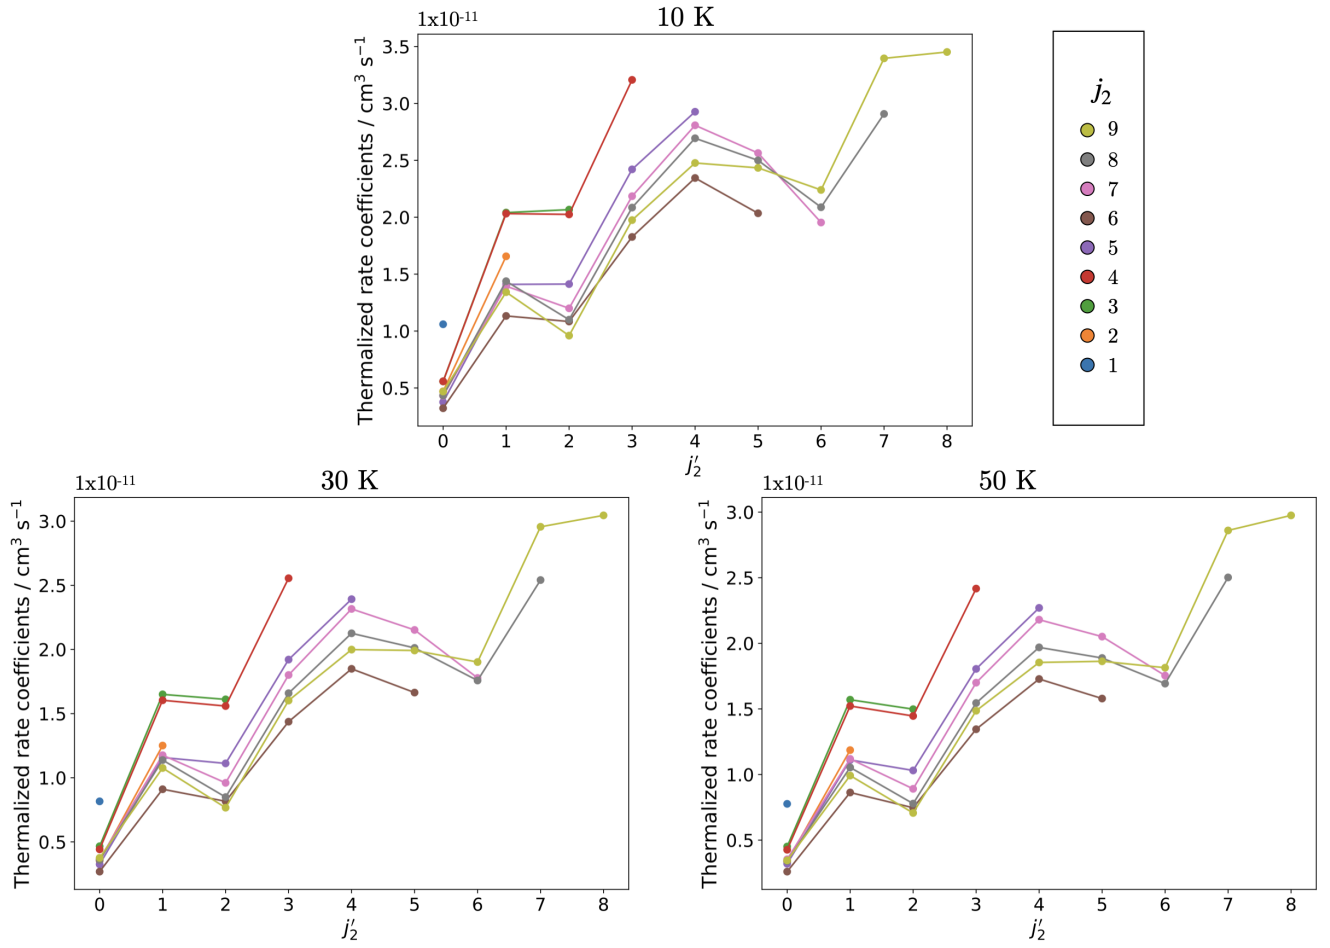 1x10-11
10 K
Thermalized rate coefficients / cm³ s⁻¹
3.5
3.0
2.5
2.0
1.5
1.0
0.5
0 1 2 3 4 5 6 7 8
j′₂
j₂
9
8
7
6
5
4
3
2
1
1x10-11
30 K
Thermalized rate coefficients / cm³ s⁻¹
3.0
2.5
2.0
1.5
1.0
0.5
0 1 2 3 4 5 6 7 8
j′₂
1x10-11
50 K
Thermalized rate coefficients / cm³ s⁻¹
3.0
2.5
2.0
1.5
1.0
0.5
0 1 2 3 4 5 6 7 8
j′₂